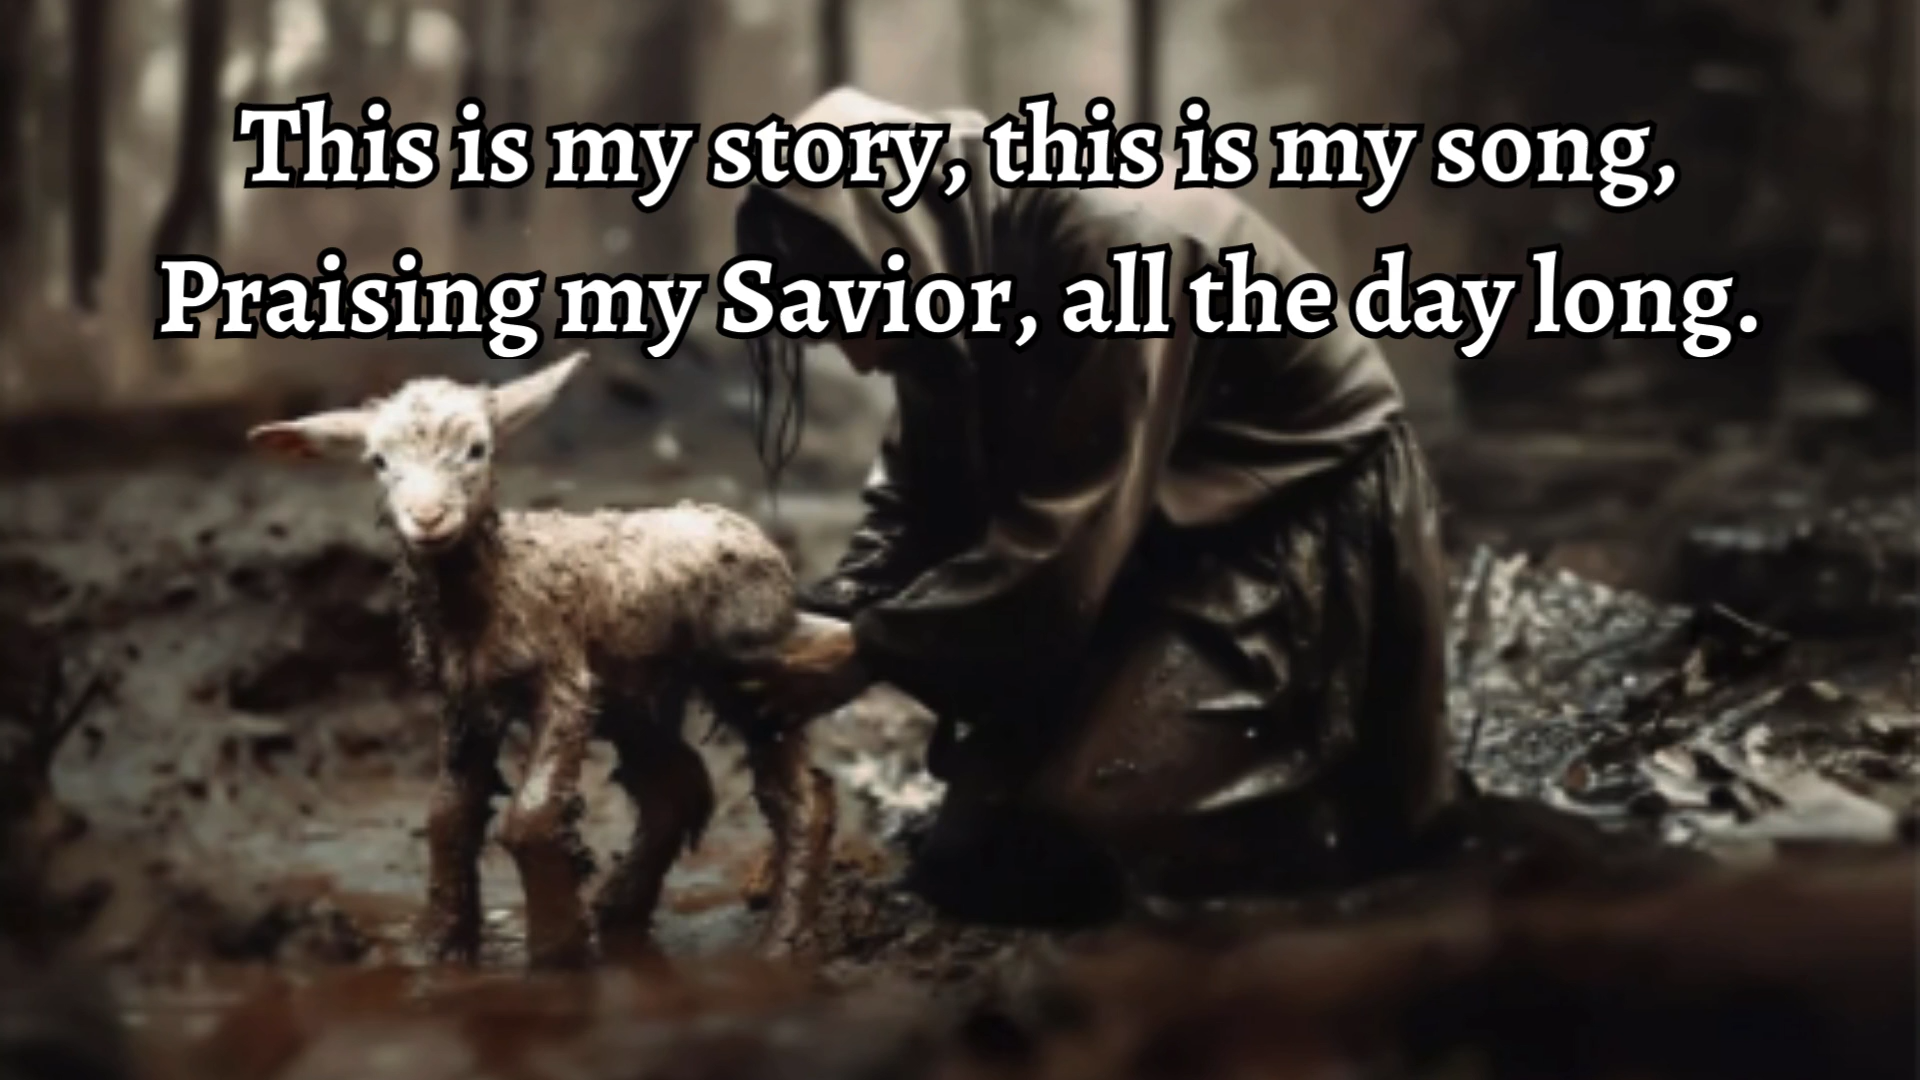 This is my story, this is my song,
Praising my Savior, all the day long.